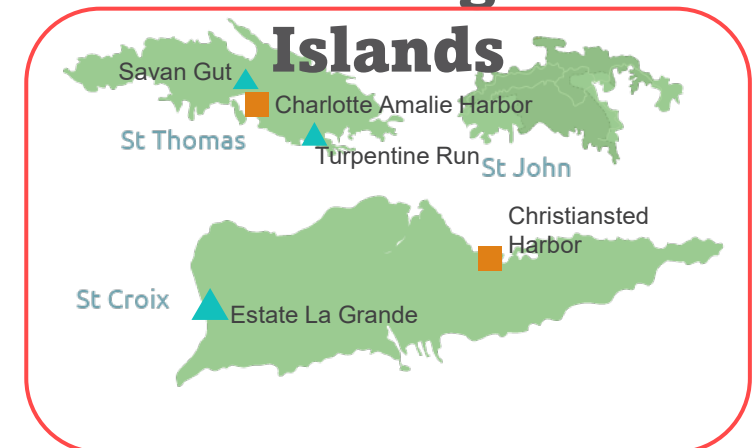 Islands
Savan Gut
Charlotte Amalie Harbor
St Thomas
Turpentine Run
St John
Christiansted
Harbor
St Croix
Estate La Grande